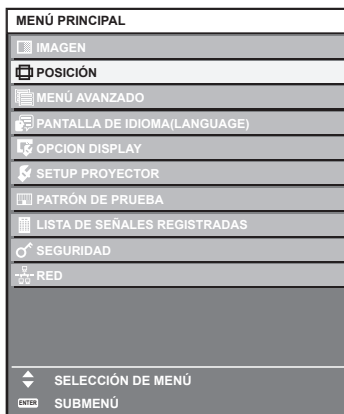 MENÚ PRINCIPAL
IMAGEN
POSICIÓN
MENÚ AVANZADO
PANTALLA DE IDIOMA(LANGUAGE)
OPCION DISPLAY
SETUP PROYECTOR
PATRÓN DE PRUEBA
LISTA DE SEÑALES REGISTRADAS
SEGURIDAD
RED
SELECCIÓN DE MENÚ
ENTER SUBMENÚ